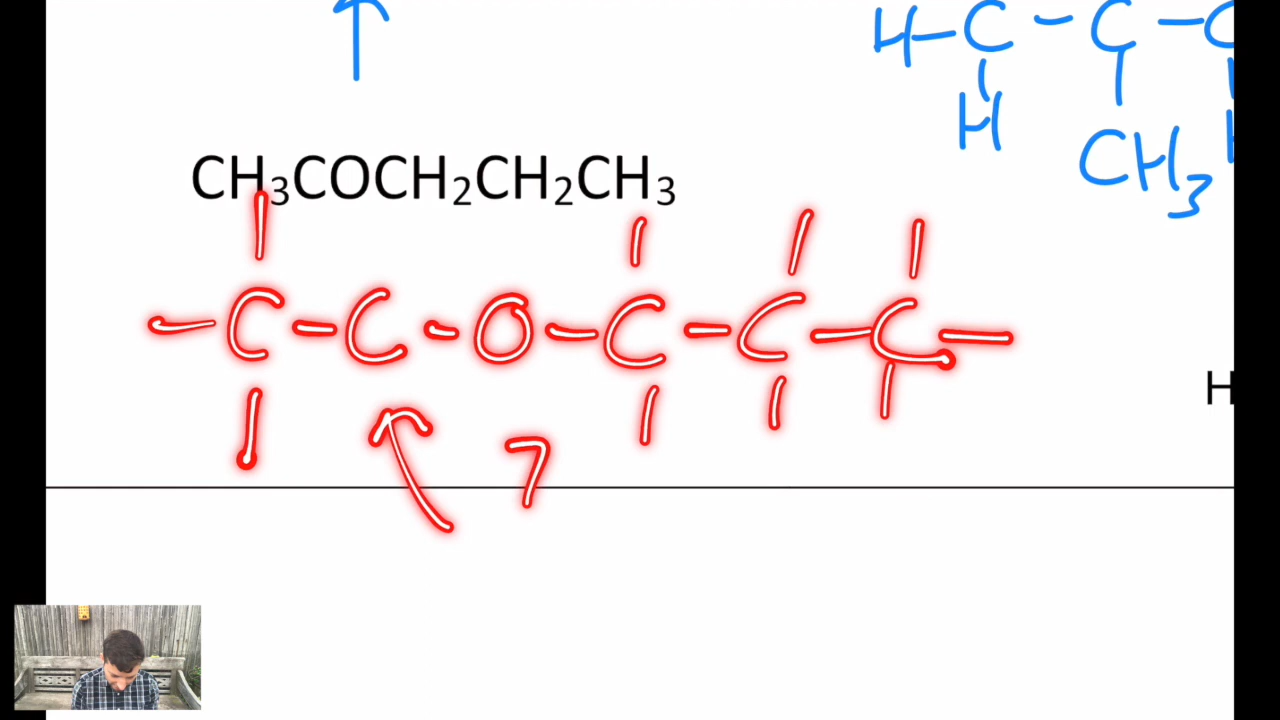 H-C-C-C
H
CH₃
CH₃COCH₂CH₂CH₃
-C-C-O-C-C-C-
H
7